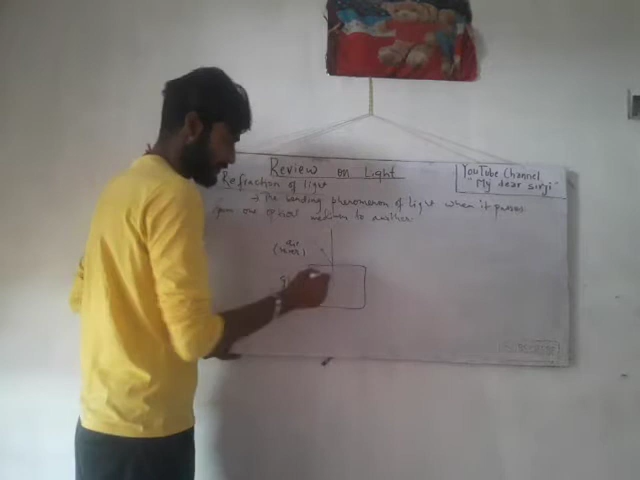 Review on Light
YouTube Channel
"My dear sirji"
Refraction of light
→ The bending phenomenon of light when it passes
from one optical medium to another.
air